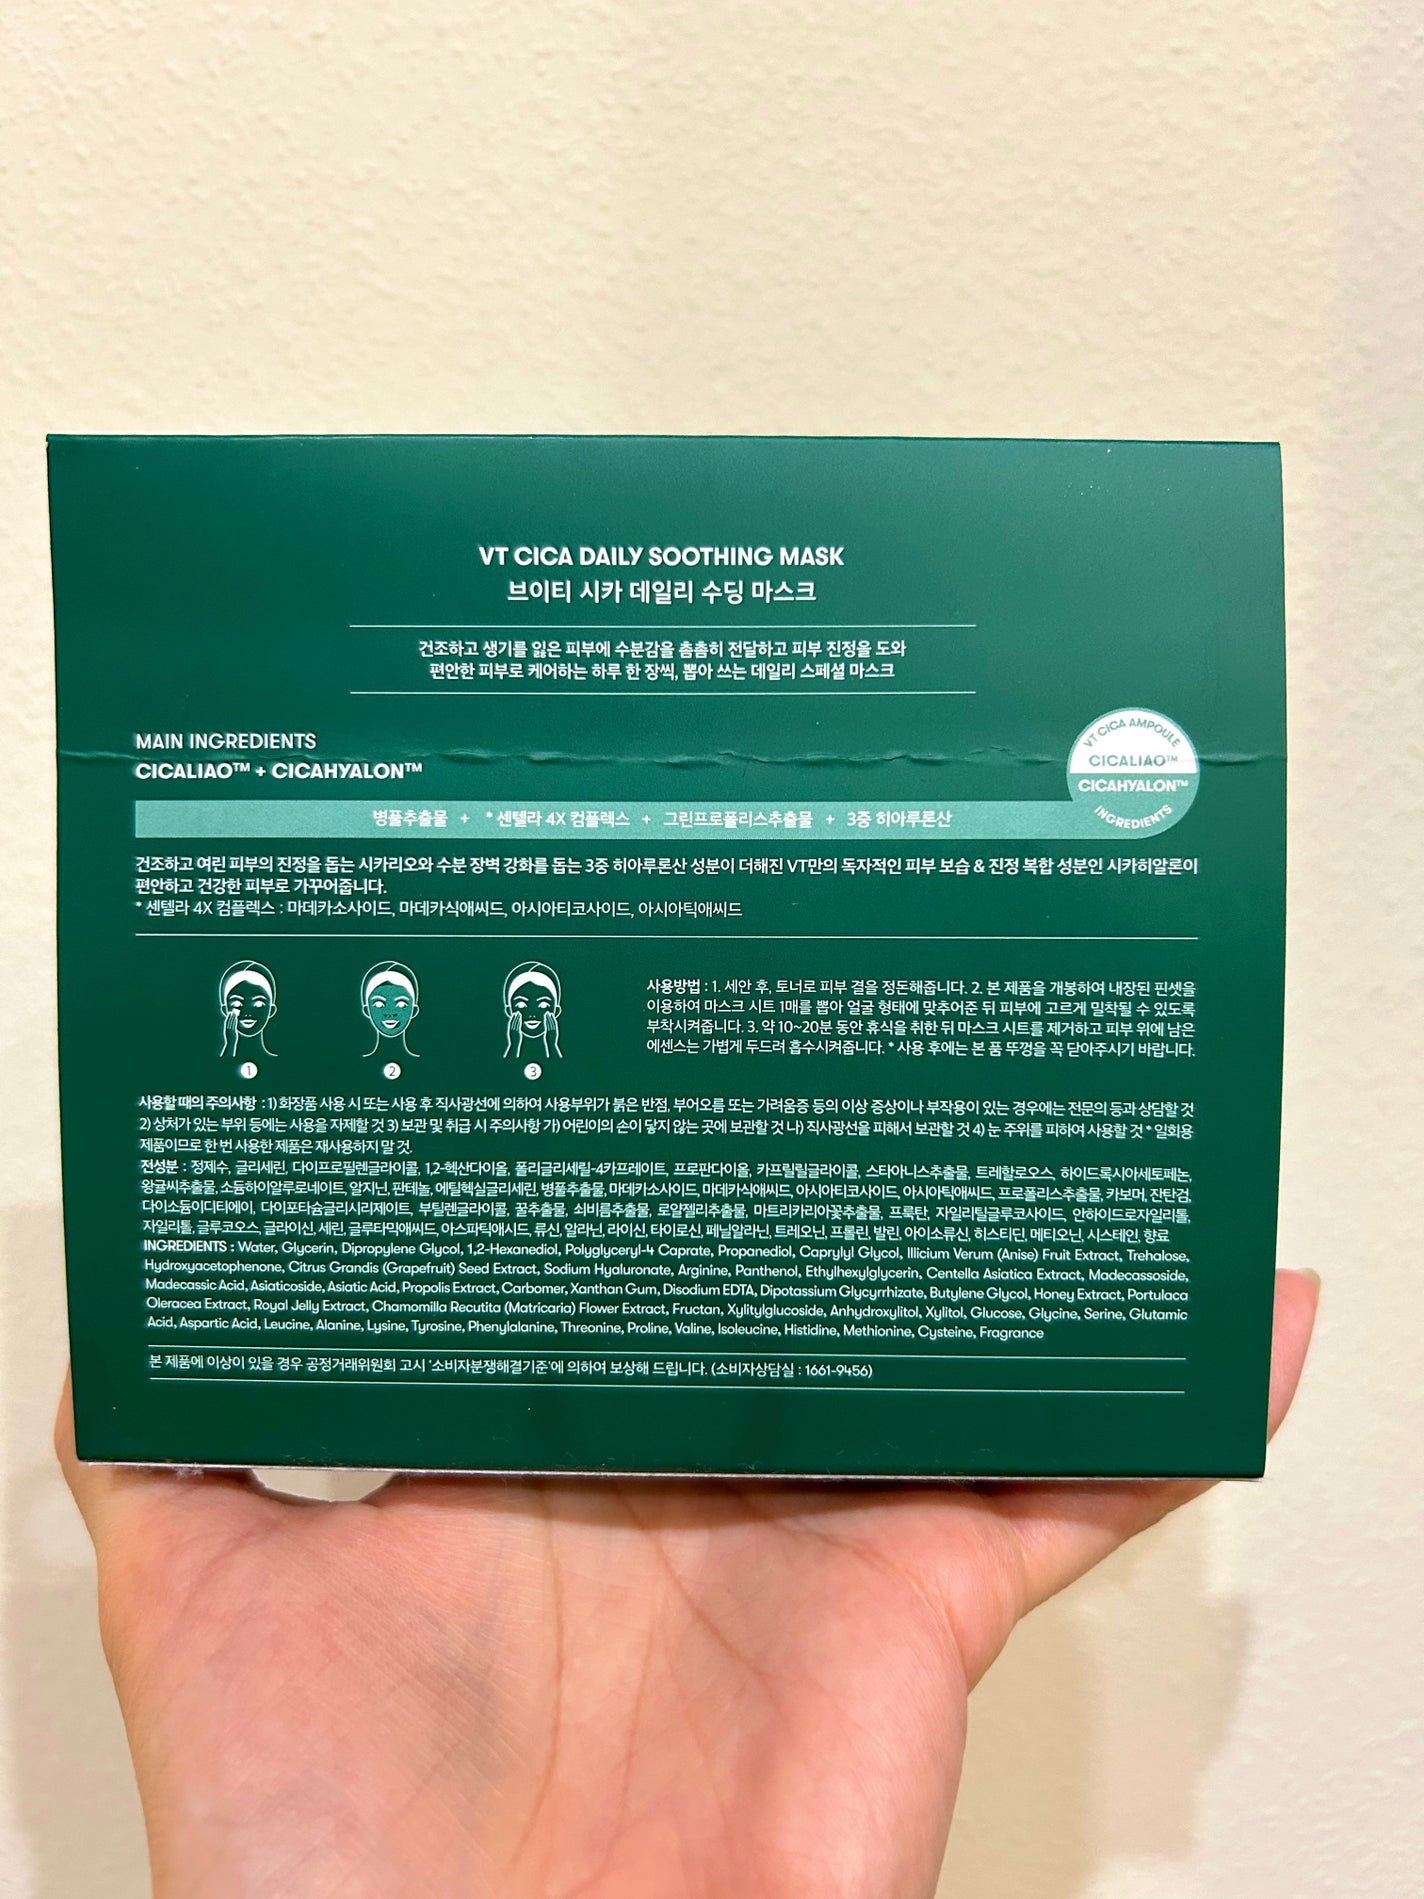 VT CICA DAILY SOOTHING MASK
브이티 시카 데일리 수딩 마스크
건조하고 생기를 잃은 피부에 수분감을 촘촘히 전달하고 피부 진정을 도와
편안한 피부로 케어하는 하루 한 장씩, 뽑아 쓰는 데일리 스페셜 마스크
MAIN INGREDIENTS
CICALIAO™ + CICAHYALON™
VT CICA AMPOULE
CICALIAO™
CICAHYALON™
INGREDIENTS
병풀추출물 + *센텔라 4X 컴플렉스 + 그린프로폴리스추출물 + 3중 히아루론산
건조하고 여린 피부의 진정을 돕는 시카리오와 수분 장벽 강화를 돕는 3중 히아루론산 성분이 더해진 VT만의 독자적인 피부 보습 & 진정 복합 성분인 시카히알론이
편안하고 건강한 피부로 가꾸어줍니다.
* 센텔라 4X 컴플렉스 : 마데카소사이드, 마데카식애씨드, 아시아티코사이드, 아시아틱애씨드
1
2
3
사용방법 : 1. 세안 후, 토너로 피부 결을 정돈해줍니다. 2. 본 제품을 개봉하여 내장된 핀셋을
이용하여 마스크 시트 1매를 뽑아 얼굴 형태에 맞추어준 뒤 피부에 고르게 밀착될 수 있도록
부착시켜줍니다. 3. 약 10~20분 동안 휴식을 취한 뒤 마스크 시트를 제거하고 피부 위에 남은
에센스는 가볍게 두드려 흡수시켜줍니다. * 사용 후에는 본 품 뚜껑을 꼭 닫아주시기 바랍니다.
사용할 때의 주의사항 : 1) 화장품 사용 시 또는 사용 후 직사광선에 의하여 사용부위가 붉은 반점, 부어오름 또는 가려움증 등의 이상 증상이나 부작용이 있는 경우에는 전문의 등과 상담할 것
2) 상처가 있는 부위 등에는 사용을 자제할 것 3) 보관 및 취급 시 주의사항 가) 어린이의 손이 닿지 않는 곳에 보관할 것 나) 직사광선을 피해서 보관할 것 4) 눈 주위를 피하여 사용할 것 * 일회용
제품이므로 한 번 사용한 제품은 재사용하지 말 것.
전성분 : 정제수, 글리세린, 다이프로필렌글라이콜, 1,2-헥산다이올, 폴리글리세릴-4카프레이트, 프로판다이올, 카프릴릴글라이콜, 스타아니스추출물, 트레할로오스, 하이드록시아세토페논,
왕귤씨추출물, 소듐하이알루로네이트, 알지닌, 판테놀, 에틸헥실글리세린, 병풀추출물, 마데카소사이드, 마데카식애씨드, 아시아티코사이드, 아시아틱애씨드, 프로폴리스추출물, 카보머, 잔탄검,
다이소듐이디티에이, 다이포타슘글리시리제이트, 부틸렌글라이콜, 꿀추출물, 쇠비름추출물, 로얄젤리추출물, 마트리카리아꽃추출물, 프룩탄, 자일리틸글루코사이드, 안하이드로자일리톨,
자일리톨, 글루코오스, 글라이신, 세린, 글루타믹애씨드, 아스파틱애시드, 류신, 알라닌, 라이신, 타이로신, 페닐알라닌, 트레오닌, 프롤린, 발린, 아이소류신, 히스티딘, 메티오닌, 시스테인, 향료
INGREDIENTS : Water, Glycerin, Dipropylene Glycol, 1,2-Hexanediol, Polyglyceryl-4 Caprate, Propanediol, Caprylyl Glycol, Illicium Verum (Anise) Fruit Extract, Trehalose,
Hydroxyacetophenone, Citrus Grandis (Grapefruit) Seed Extract, Sodium Hyaluronate, Arginine, Panthenol, Ethylhexylglycerin, Centella Asiatica Extract, Madecassoside,
Madecassic Acid, Asiaticoside, Asiatic Acid, Propolis Extract, Carbomer, Xanthan Gum, Disodium EDTA, Dipotassium Glycyrrhizate, Butylene Glycol, Honey Extract, Portulaca
Oleracea Extract, Royal Jelly Extract, Chamomilla Recutita (Matricaria) Flower Extract, Fructan, Xylitylglucoside, Anhydroxylitol, Xylitol, Glucose, Glycine, Serine, Glutamic
Acid, Aspartic Acid, Leucine, Alanine, Lysine, Tyrosine, Phenylalanine, Threonine, Proline, Valine, Isoleucine, Histidine, Methionine, Cysteine, Fragrance
본 제품에 이상이 있을 경우 공정거래위원회 고시 '소비자분쟁해결기준'에 의하여 보상해 드립니다. (소비자상담실 : 1661-9456)